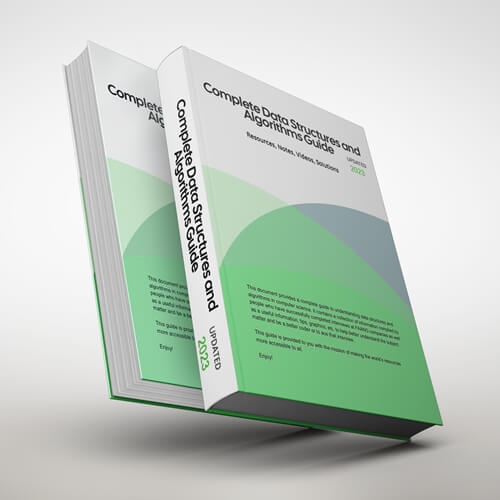 Complete
Al
Complete Data Structures and
Algorithms Guide
UPDATED
2023
Complete Data Structures and
Algorithms Guide
Resources, Notes, Videos, Solutions
UPDATED
2023
This document provides a complete guide in understanding data structures and
algorithms in computer science. It contains a collection of information compiled by
people who have successfully completed interviews at FAANG companies as well
as a useful information, tips, graphics, etc. to help better understand the subject
matter and be a better coder or to ace that interview.
This guide is provided to you with the mission of making the world's resources
more accessible to all.
Enjoy!